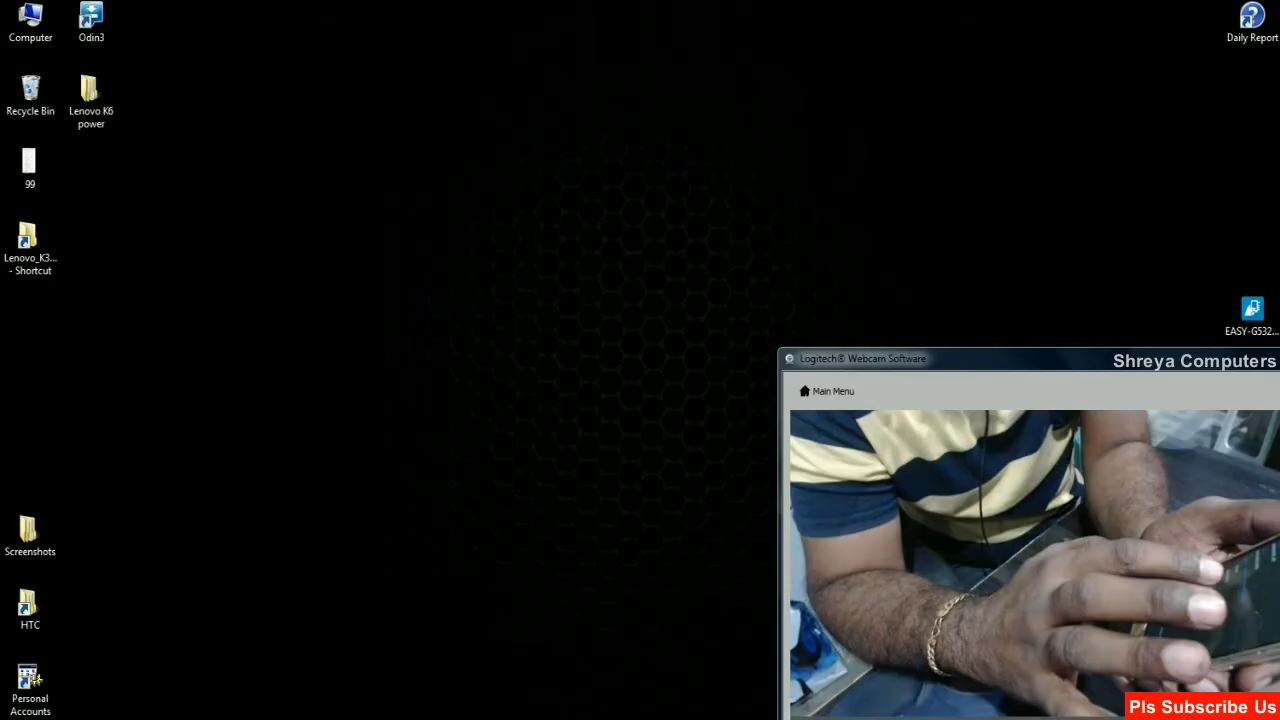 Computer
Odin3
Daily Report
Recycle Bin
Lenovo K6
power
99
Lenovo_K3...
- Shortcut
EASY-G532...
Logitech® Webcam Software
Shreya Computers
Main Menu
Screenshots
HTC
Personal
Accounts
Pls Subscribe Us